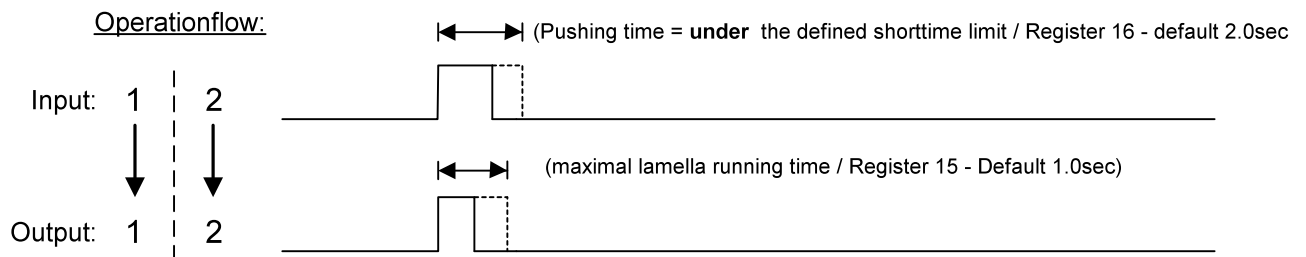 Operationflow:
(Pushing time = under the defined shorttime limit / Register 16 - default 2.0sec
Input: 1 2
(maximal lamella running time / Register 15 - Default 1.0sec)
Output: 1 2